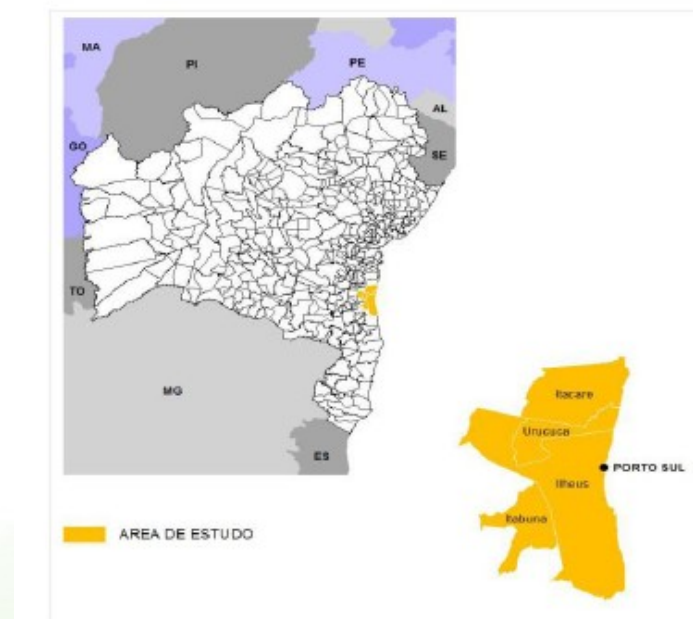 MA
PI
PE
AL
GO
SE
TO
MG
ES
Itacare
Urucuca
PORTO SUL
Ilheus
Itabuna
AREA DE ESTUDO